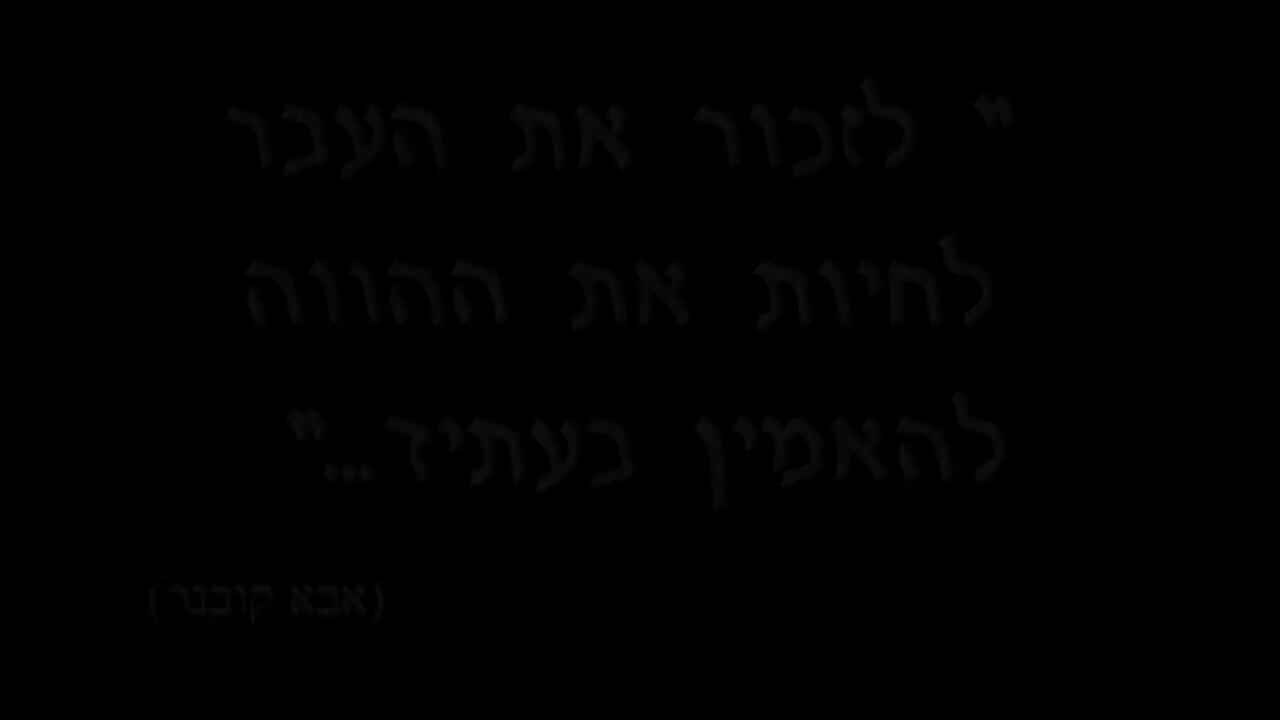 " לזכור את העבר
לחיות את ההווה
להאמין בעתיד..."
(אבא קובנר)